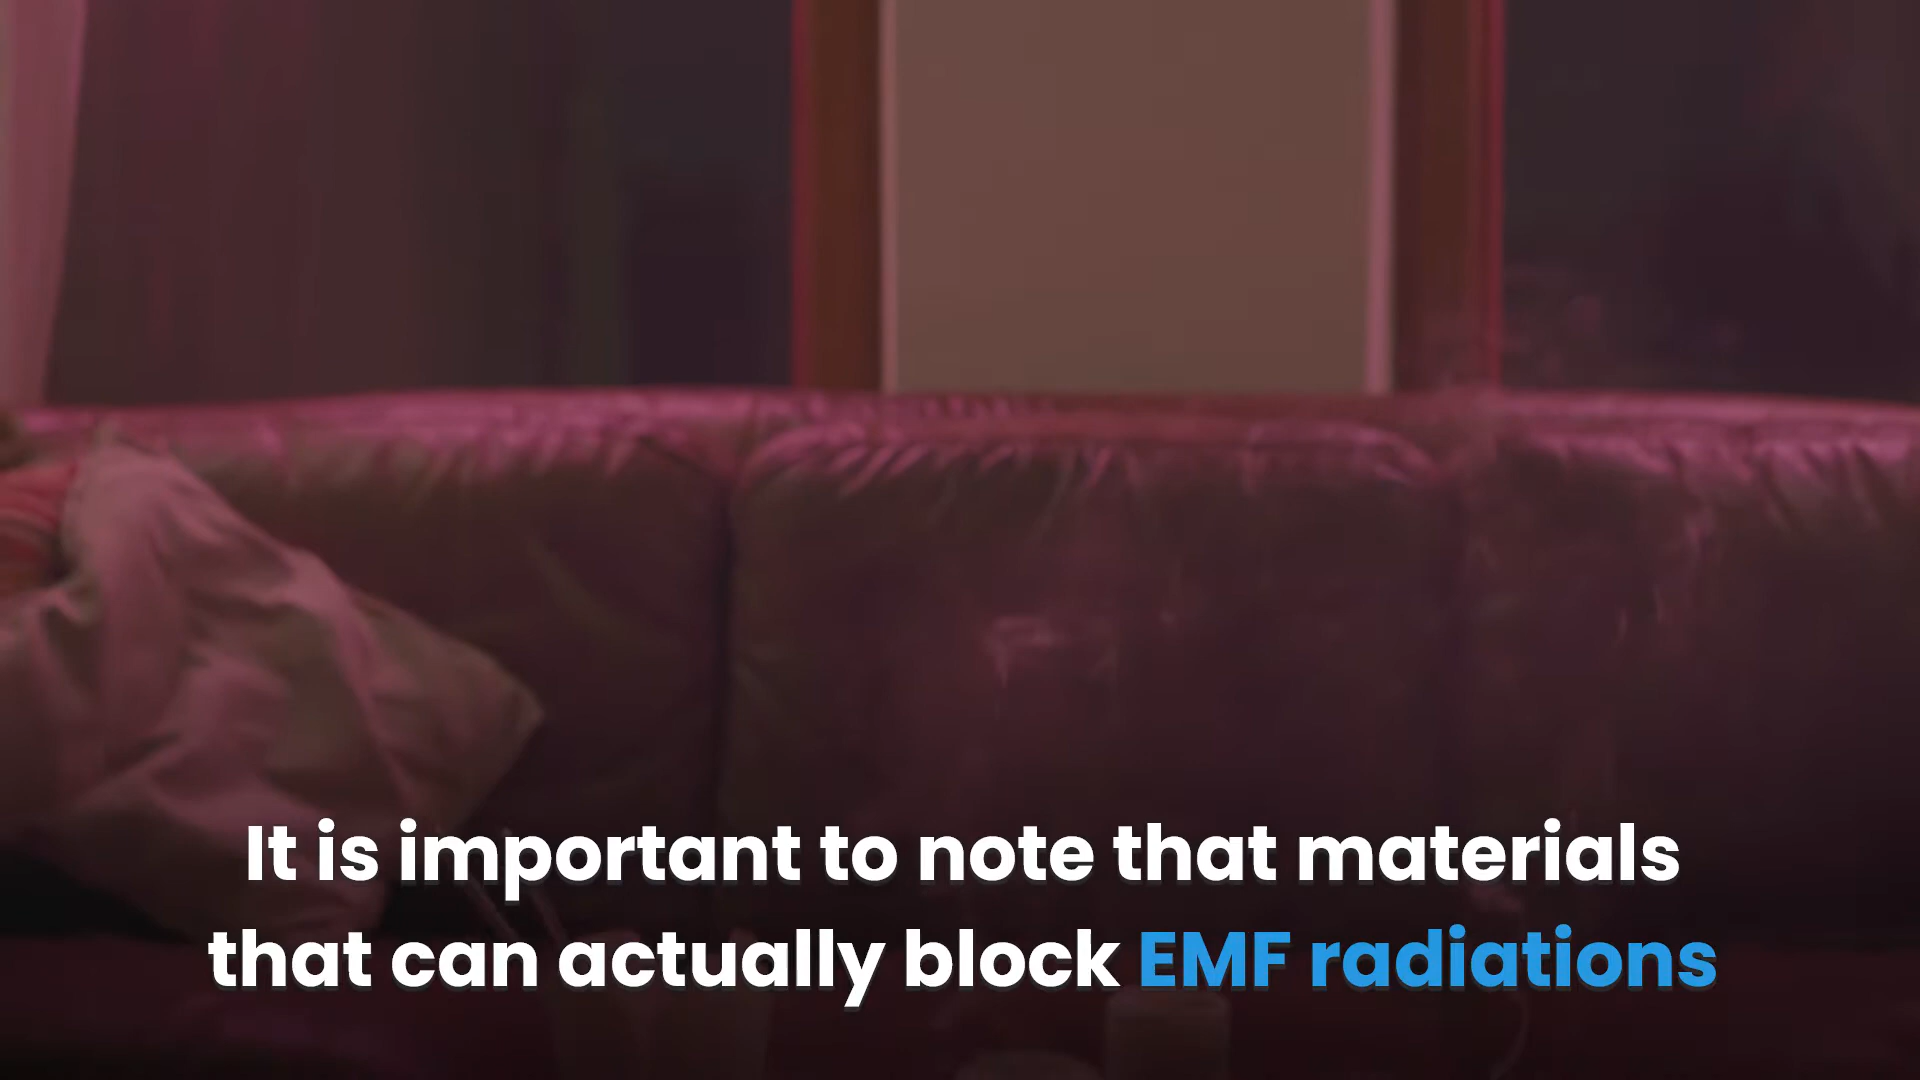 It is important to note that materials
that can actually block EMF radiations